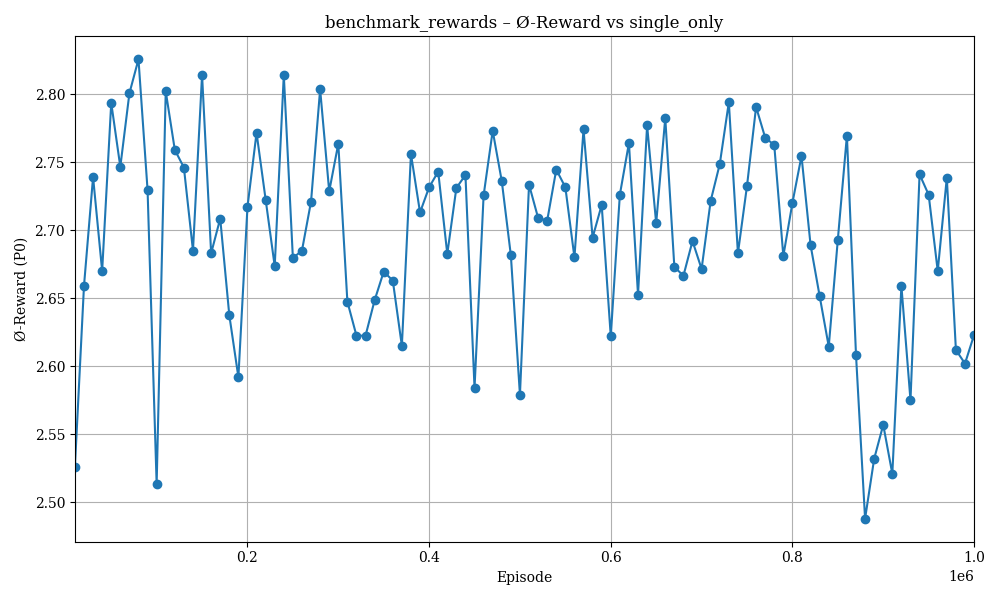 benchmark_rewards – Ø-Reward vs single_only
Ø-Reward (P0)
2.80
2.75
2.70
2.65
2.60
2.55
2.50
0.2 0.4 0.6 0.8 1.0
1e6
Episode